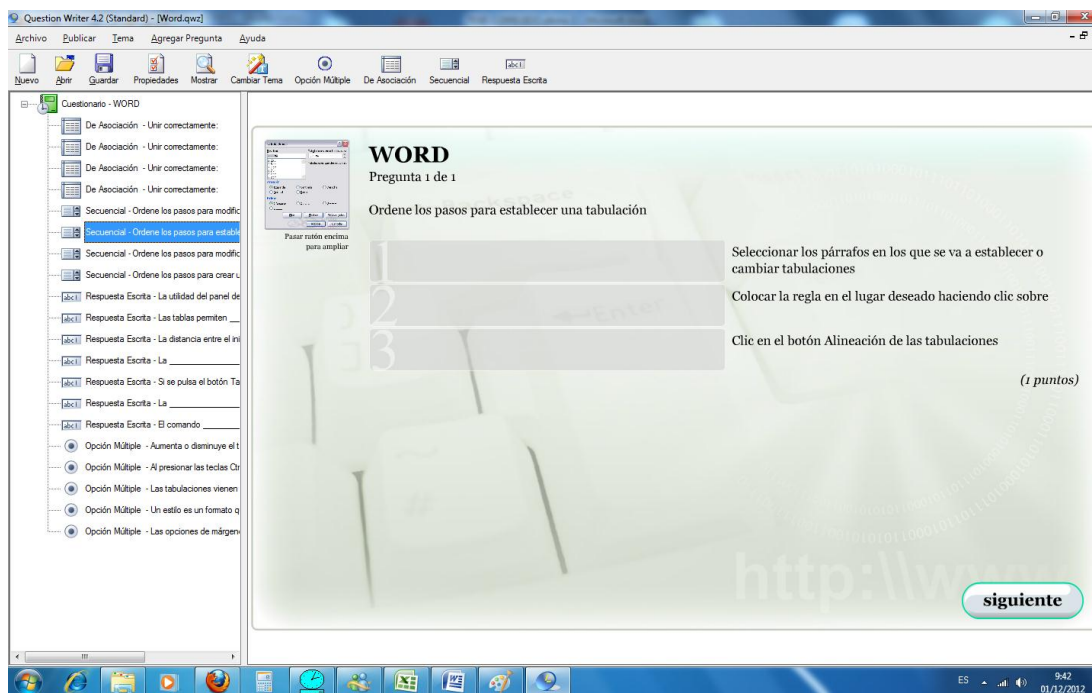 Question Writer 4.2 (Standard) - [Word.qwz]
Archivo Publicar Tema Agregar Pregunta Ayuda
Nuevo Abrir Guardar Propiedades Mostrar Cambiar Tema Opción Múltiple De Asociación Secuencial Respuesta Escrita
Cuestionario - WORD
De Asociación - Unir correctamente:
De Asociación - Unir correctamente:
De Asociación - Unir correctamente:
De Asociación - Unir correctamente:
Secuencial - Ordene los pasos para modific
Secuencial - Ordene los pasos para estable
Secuencial - Ordene los pasos para modific
Secuencial - Ordene los pasos para crear u
Respuesta Escrita - La utilidad del panel de
Respuesta Escrita - Las tablas permiten __
Respuesta Escrita - La distancia entre el ini
Respuesta Escrita - La ____________
Respuesta Escrita - Si se pulsa el botón Ta
Respuesta Escrita - La ____________
Respuesta Escrita - El comando _______
Opción Múltiple - Aumenta o disminuye el t
Opción Múltiple - Al presionar las teclas Ctr
Opción Múltiple - Las tabulaciones vienen
Opción Múltiple - Un estilo es un formato q
Opción Múltiple - Las opciones de márgen
WORD
Pregunta 1 de 1
Ordene los pasos para establecer una tabulación
Pasar ratón encima
para ampliar
1
2
3
Seleccionar los párrafos en los que se va a establecer o
cambiar tabulaciones
Colocar la regla en el lugar deseado haciendo clic sobre
Clic en el botón Alineación de las tabulaciones
(1 puntos)
Backspace
Enter
http:\\www
siguiente
ES
9:42
01/12/2012